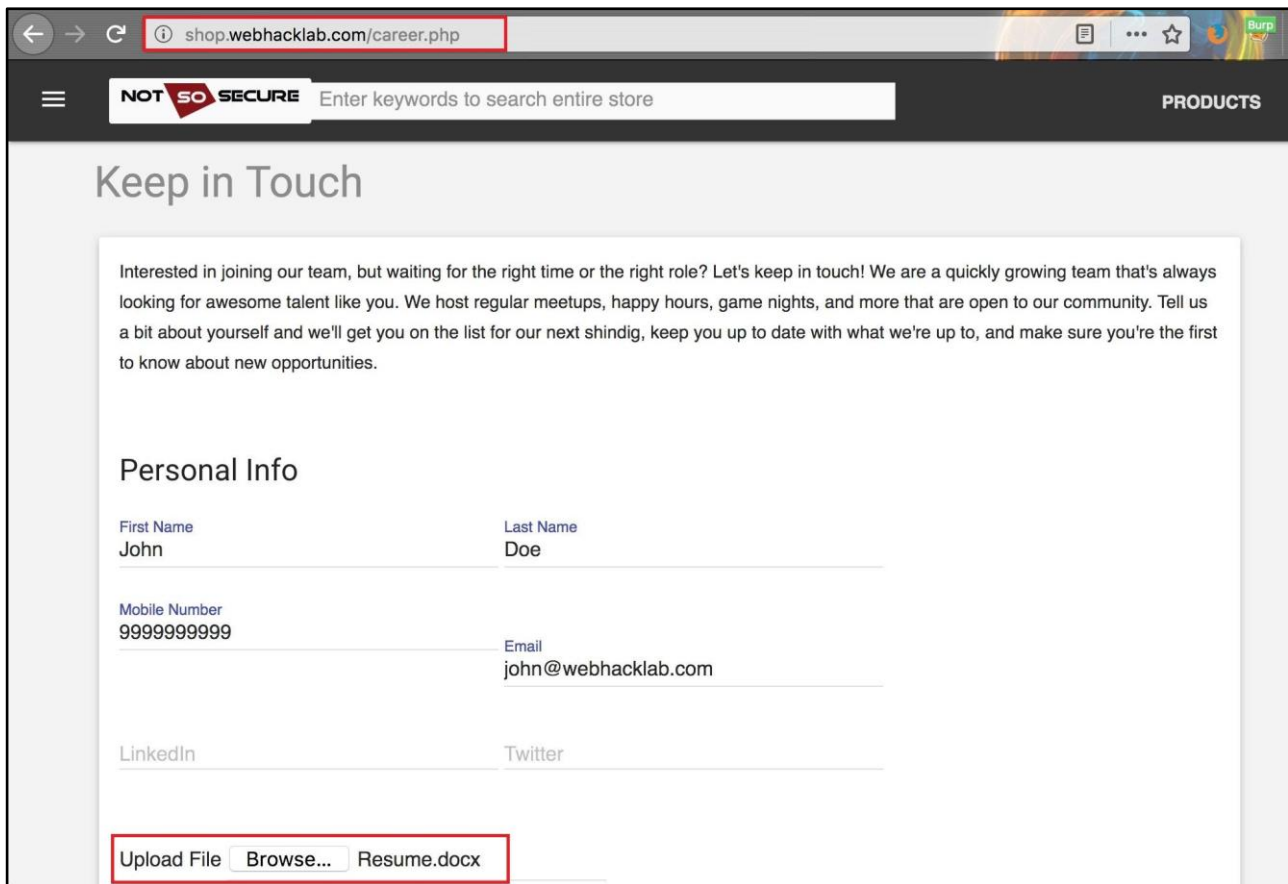 shop.webhacklab.com/career.php
Burp
NOT SO SECURE Enter keywords to search entire store PRODUCTS
Keep in Touch
Interested in joining our team, but waiting for the right time or the right role? Let's keep in touch! We are a quickly growing team that's always
looking for awesome talent like you. We host regular meetups, happy hours, game nights, and more that are open to our community. Tell us
a bit about yourself and we'll get you on the list for our next shindig, keep you up to date with what we're up to, and make sure you're the first
to know about new opportunities.
Personal Info
First Name Last Name
John Doe
Mobile Number
9999999999
Email
john@webhacklab.com
LinkedIn Twitter
Upload File Browse... Resume.docx